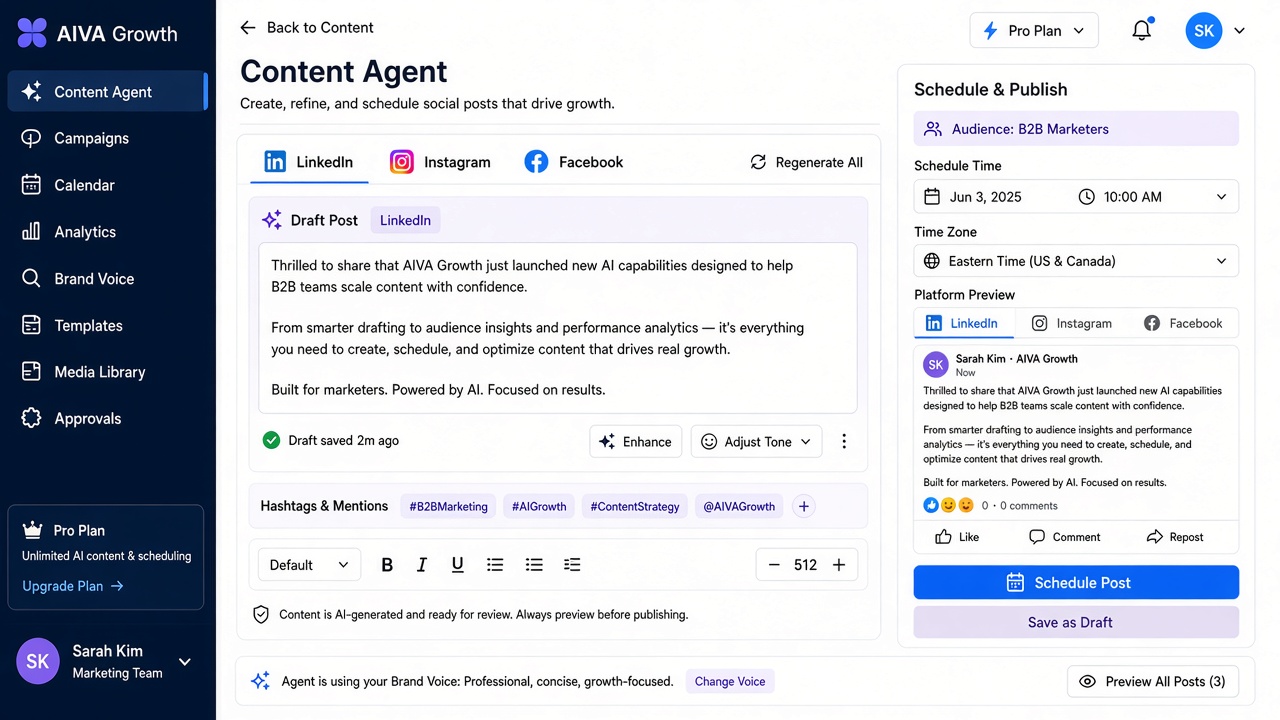 AIVA Growth
Content Agent
Campaigns
Calendar
Analytics
Brand Voice
Templates
Media Library
Approvals
Pro Plan
Unlimited AI content & scheduling
Upgrade Plan →
SK
Sarah Kim
Marketing Team
← Back to Content
Pro Plan
SK
Content Agent
Create, refine, and schedule social posts that drive growth.
LinkedIn
Instagram
Facebook
Regenerate All
Draft Post
LinkedIn
Thrilled to share that AIVA Growth just launched new AI capabilities designed to help
B2B teams scale content with confidence.
From smarter drafting to audience insights and performance analytics — it's everything
you need to create, schedule, and optimize content that drives real growth.
Built for marketers. Powered by AI. Focused on results.
Draft saved 2m ago
Enhance
Adjust Tone
Hashtags & Mentions
#B2BMarketing
#AIGrowth
#ContentStrategy
@AIVAGrowth
+
Default
B
I
U
− 512 +
Content is AI-generated and ready for review. Always preview before publishing.
Agent is using your Brand Voice: Professional, concise, growth-focused.
Change Voice
Preview All Posts (3)
Schedule & Publish
Audience: B2B Marketers
Schedule Time
Jun 3, 2025
10:00 AM
Time Zone
Eastern Time (US & Canada)
Platform Preview
LinkedIn
Instagram
Facebook
SK
Sarah Kim · AIVA Growth
Now
Thrilled to share that AIVA Growth just launched new AI capabilities
designed to help B2B teams scale content with confidence.
From smarter drafting to audience insights and performance
analytics — it's everything you need to create, schedule, and
optimize content that drives real growth.
Built for marketers. Powered by AI. Focused on results.
0 · 0 comments
Like
Comment
Repost
Schedule Post
Save as Draft